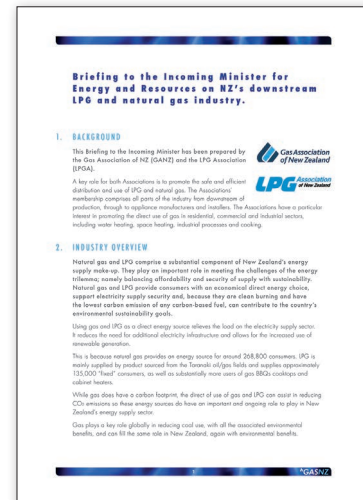 Briefing to the Incoming Minister for
Energy and Resources on NZ's downstream
LPG and natural gas industry.
1. BACKGROUND
This Briefing to the Incoming Minister has been prepared by
the Gas Association of NZ (GANZ) and the LPG Association
(LPGA).
Gas Association
of New Zealand
A key role for both Associations is to promote the safe and efficient
distribution and use of LPG and natural gas. The Associations'
membership comprises all parts of the industry from downstream of
LPG Association
of New Zealand
production, through to appliance manufacturers and installers. The Associations have a particular
interest in promoting the direct use of gas in residential, commercial and industrial sectors,
including water heating, space heating, industrial processes and cooking.
2. INDUSTRY OVERVIEW
Natural gas and LPG comprise a substantial component of New Zealand's energy
supply make-up. They play an important role in meeting the challenges of the energy
trilemma; namely balancing affordability and security of supply with sustainability.
Natural gas and LPG provide consumers with an economical direct energy choice,
support electricity supply security and, because they are clean burning and have
the lowest carbon emission of any carbon-based fuel, can contribute to the country's
environmental sustainability goals.
Using gas and LPG as a direct energy source relieves the load on the electricity supply sector.
It reduces the need for additional electricity infrastructure and allows for the increased use of
renewable generation.
This is because natural gas provides an energy source for around 268,800 consumers. LPG is
mainly supplied by product sourced from the Taranaki oil/gas fields and supplies approximately
135,000 "fixed" consumers, as well as substantially more users of gas BBQs cooktops and
cabinet heaters.
While gas does have a carbon footprint, the direct of use of gas and LPG can assist in reducing
CO₂ emissions so these energy sources do have an important and ongoing role to play in New
Zealand's energy supply sector.
Gas plays a key role globally in reducing coal use, with all the associated environmental
benefits, and can fill the same role in New Zealand, again with environmental benefits.
1
GASNZ